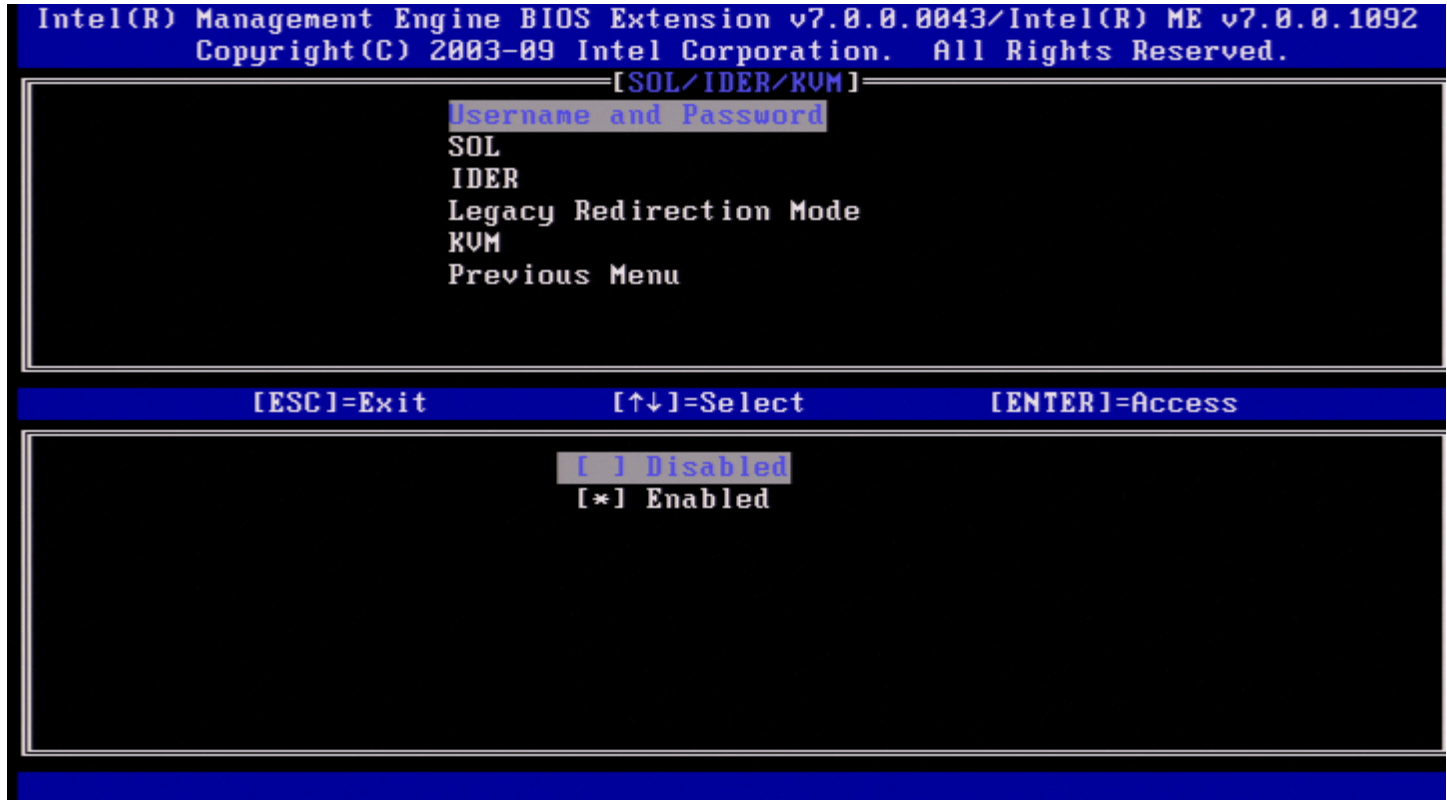 Intel(R) Management Engine BIOS Extension v7.0.0.0043/Intel(R) ME v7.0.0.1092
Copyright(C) 2003-09 Intel Corporation. All Rights Reserved.
[SOL/IDER/KVM]
Username and Password
SOL
IDER
Legacy Redirection Mode
KVM
Previous Menu
[ESC]=Exit [↑↓]=Select [ENTER]=Access
[ ] Disabled
[*] Enabled